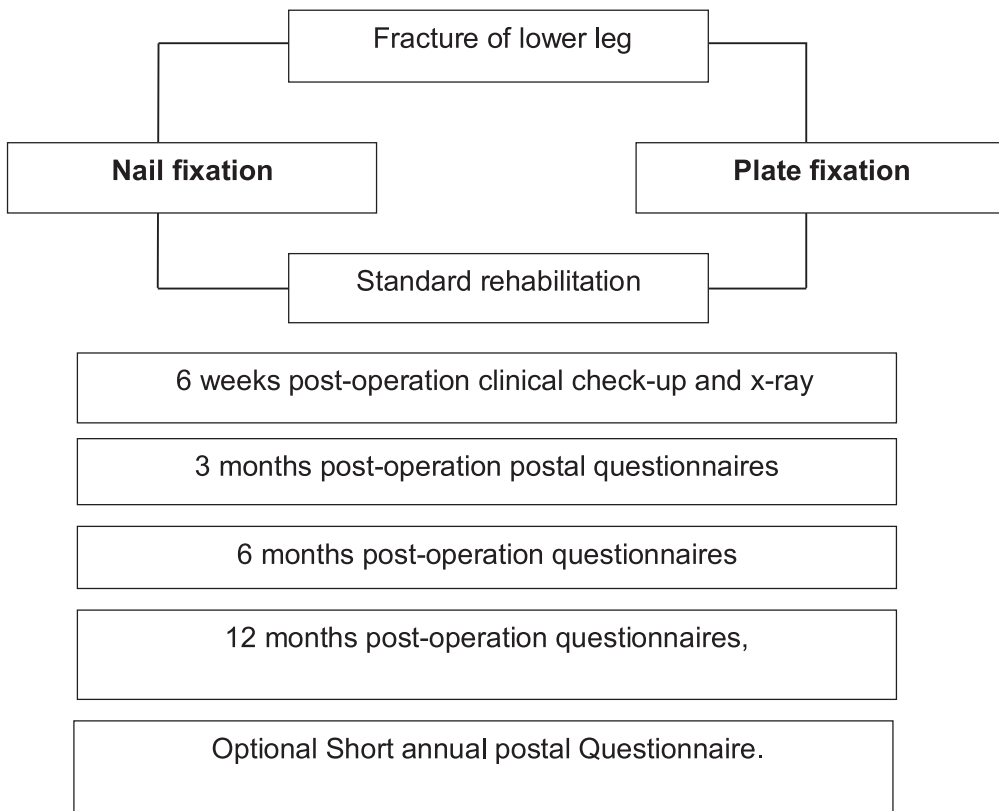 Fracture of lower leg
Nail fixation
Plate fixation
Standard rehabilitation
6 weeks post-operation clinical check-up and x-ray
3 months post-operation postal questionnaires
6 months post-operation questionnaires
12 months post-operation questionnaires,
Optional Short annual postal Questionnaire.